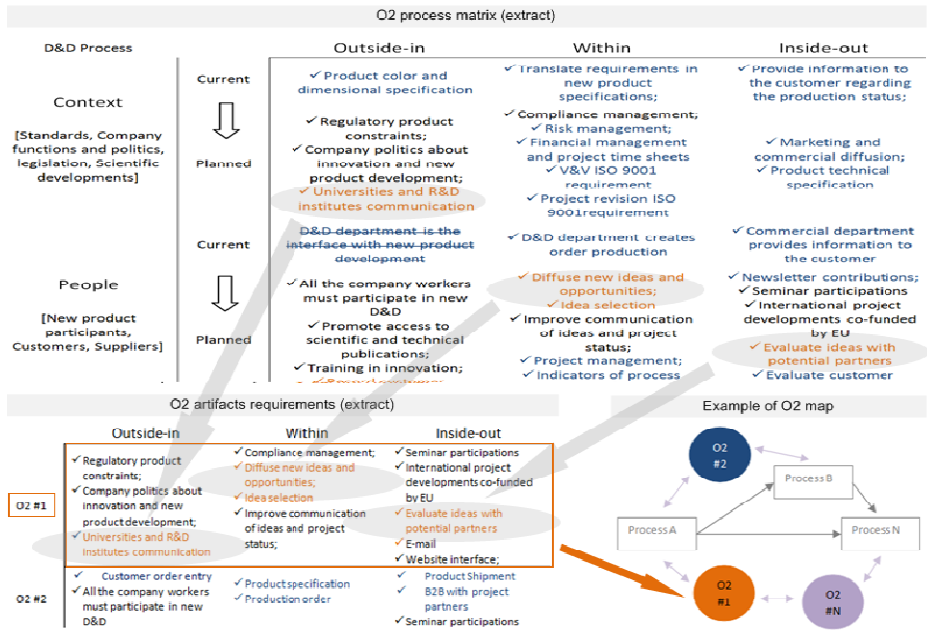 O2 process matrix (extract)
D&D Process
Outside-in
Within
Inside-out
Context
[Standards, Company
functions and politics,
legislation, Scientific
developments]
Current
Planned
✓ Product color and
dimensional specification
✓ Regulatory product
constraints;
✓ Company politics about
innovation and new
product development;
✓ Universities and R&D
institutes communication
✓ Translate requirements in
new product
specifications;
✓ Compliance management;
✓ Risk management;
✓ Financial management
and project time sheets
✓ V&V ISO 9001
requirement
✓ Project revision ISO
9001requirement
✓ Provide information to
the customer regarding
the production status;
✓ Marketing and
commercial diffusion;
✓ Product technical
specification
People
[New product
participants,
Customers, Suppliers]
Current
Planned
✓ D&D department is the
interface with new product
development
✓ All the company workers
must participate in new
D&D
✓ Promote access to
scientific and technical
publications;
✓ Training in innovation;
✓ D&D department creates
order production
✓ Diffuse new ideas and
opportunities;
✓ Idea selection
✓ Improve communication
of ideas and project
status;
✓ Project management;
✓ Indicators of process
✓ Commercial department
provides information to
the customer
✓ Newsletter contributions;
✓ Seminar participations
✓ International project
developments co-funded
by EU
✓ Evaluate ideas with
potential partners
✓ Evaluate customer
O2 artifacts requirements (extract)
Outside-in
Within
Inside-out
O2 #1
✓ Regulatory product
constraints;
✓ Company politics about
innovation and new
product development;
✓ Universities and R&D
institutes communication
✓ Compliance management;
✓ Diffuse new ideas and
opportunities;
✓ Idea selection
✓ Improve communication
of ideas and project
status;
✓ Seminar participations
✓ International project
developments co-funded
by EU
✓ Evaluate ideas with
potential partners
✓ E-mail
✓ Website interface;
O2 #2
✓ Customer order entry
✓ All the company workers
must participate in new
D&D
✓ Product specification
✓ Production order
✓ Product Shipment
✓ B2B with project
partners
✓ Seminar participations
Example of O2 map
O2
#2
Process B
Process A
Process N
O2
#1
O2
#N